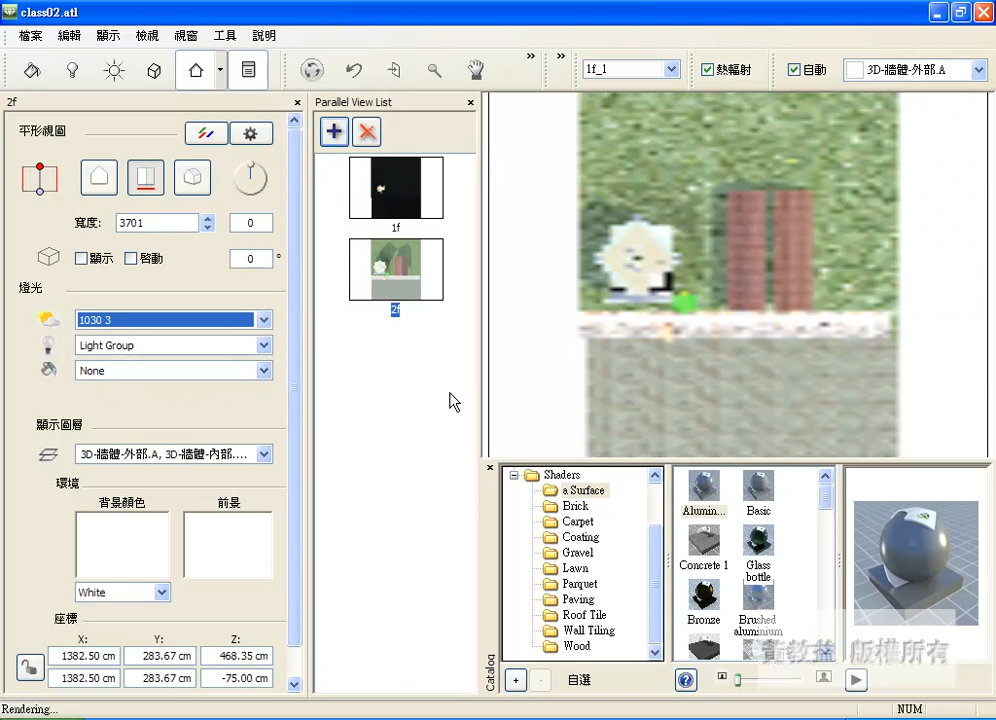 class02.atl
檔案 編輯 顯示 檢視 視窗 工具 說明
» » 1f_1 熱輻射 自動 3D-牆體-外部.A
2f
Parallel View List
平形視圖
寬度: 3701 0
顯示 啓動 0 °
燈光
1030 3
Light Group
None
顯示圖層
3D-牆體-外部.A, 3D-牆體-內部....
環境
背景顏色 前景
White
座標
X: Y: Z:
1382.50 cm 283.67 cm 468.35 cm
1382.50 cm 283.67 cm -75.00 cm
1f
2f
Catalog
Shaders
a Surface
Brick
Carpet
Coating
Gravel
Lawn
Parquet
Paving
Roof Tile
Wall Tiling
Wood
Alumin... Basic
Concrete 1 Glass bottle
Bronze Brushed aluminium
自選
黃敎益 版權所有
Rendering...
NUM